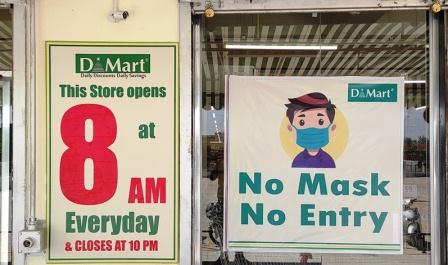 D Mart
Daily Discounts Daily Savings
This Store opens
8 at
AM
Everyday
& CLOSES AT 10 PM
D Mart
No Mask
No Entry